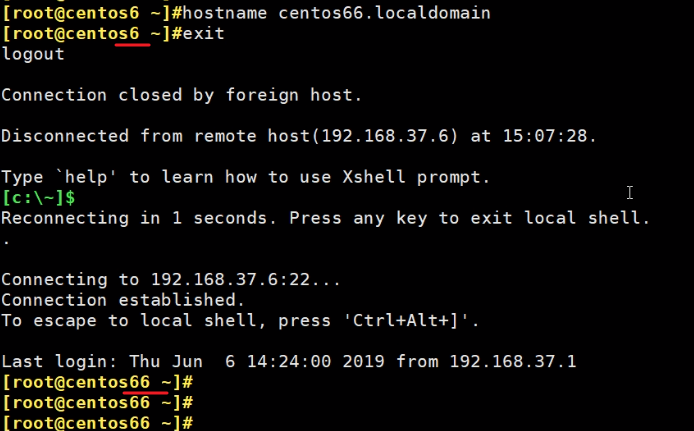 [root@centos6 ~]#hostname centos66.localdomain
[root@centos6 ~]#exit
logout
Connection closed by foreign host.
Disconnected from remote host(192.168.37.6) at 15:07:28.
Type `help' to learn how to use Xshell prompt.
[c:\~]$
Reconnecting in 1 seconds. Press any key to exit local shell.
.
Connecting to 192.168.37.6:22...
Connection established.
To escape to local shell, press 'Ctrl+Alt+]'.
Last login: Thu Jun  6 14:24:00 2019 from 192.168.37.1
[root@centos66 ~]#
[root@centos66 ~]#
[root@centos66 ~]#